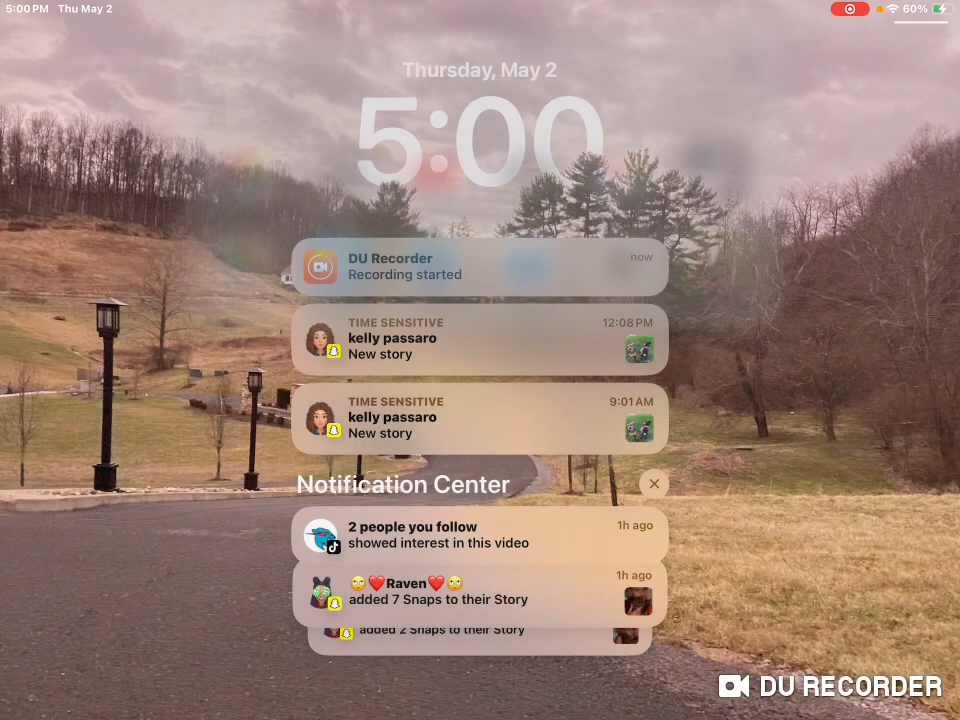 5:00 PM Thu May 2
60%
Thursday, May 2
5:00
DU Recorder
now
Recording started
TIME SENSITIVE
12:08 PM
kelly passaro
New story
TIME SENSITIVE
9:01 AM
kelly passaro
New story
Notification Center
2 people you follow
1h ago
showed interest in this video
🙄❤️Raven❤️🙄
1h ago
added 7 Snaps to their Story
added 2 Snaps to their Story
DU RECORDER